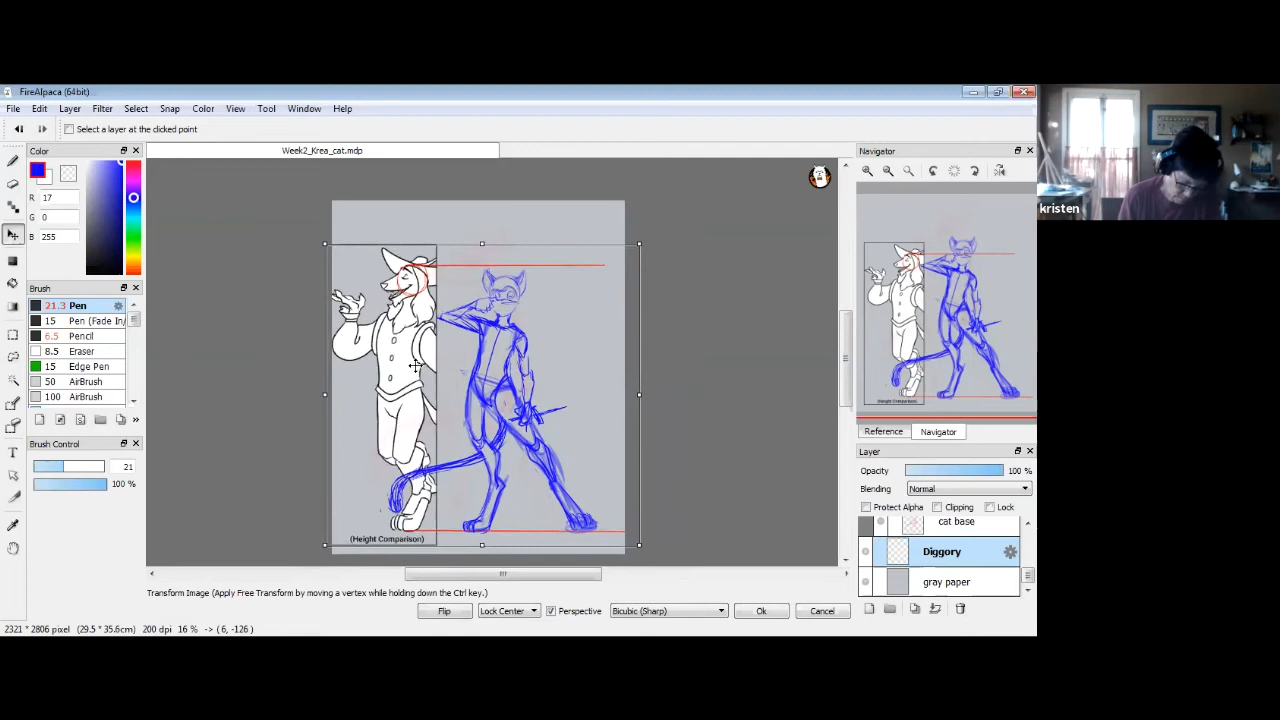 FireAlpaca (64bit)
File Edit Layer Filter Select Snap Color View Tool Window Help
Select a layer at the clicked point
Color
Week2_Krea_cat.mdp
Navigator
R 17
G 0
B 255
kristen
Brush
21.3 Pen
15 Pen (Fade In/
6.5 Pencil
8.5 Eraser
15 Edge Pen
50 AirBrush
100 AirBrush
Brush Control
21
100 %
(Height Comparison)
(Height Comparison)
Reference Navigator
Layer
Opacity 100 %
Blending Normal
Protect Alpha Clipping Lock
cat base
Diggory
gray paper
Transform Image (Apply Free Transform by moving a vertex while holding down the Ctrl key.)
Flip Lock Center Perspective Bicubic (Sharp) Ok Cancel
2321 * 2806 pixel (29.5 * 35.6cm) 200 dpi 16 % -> ( 6, -126 )